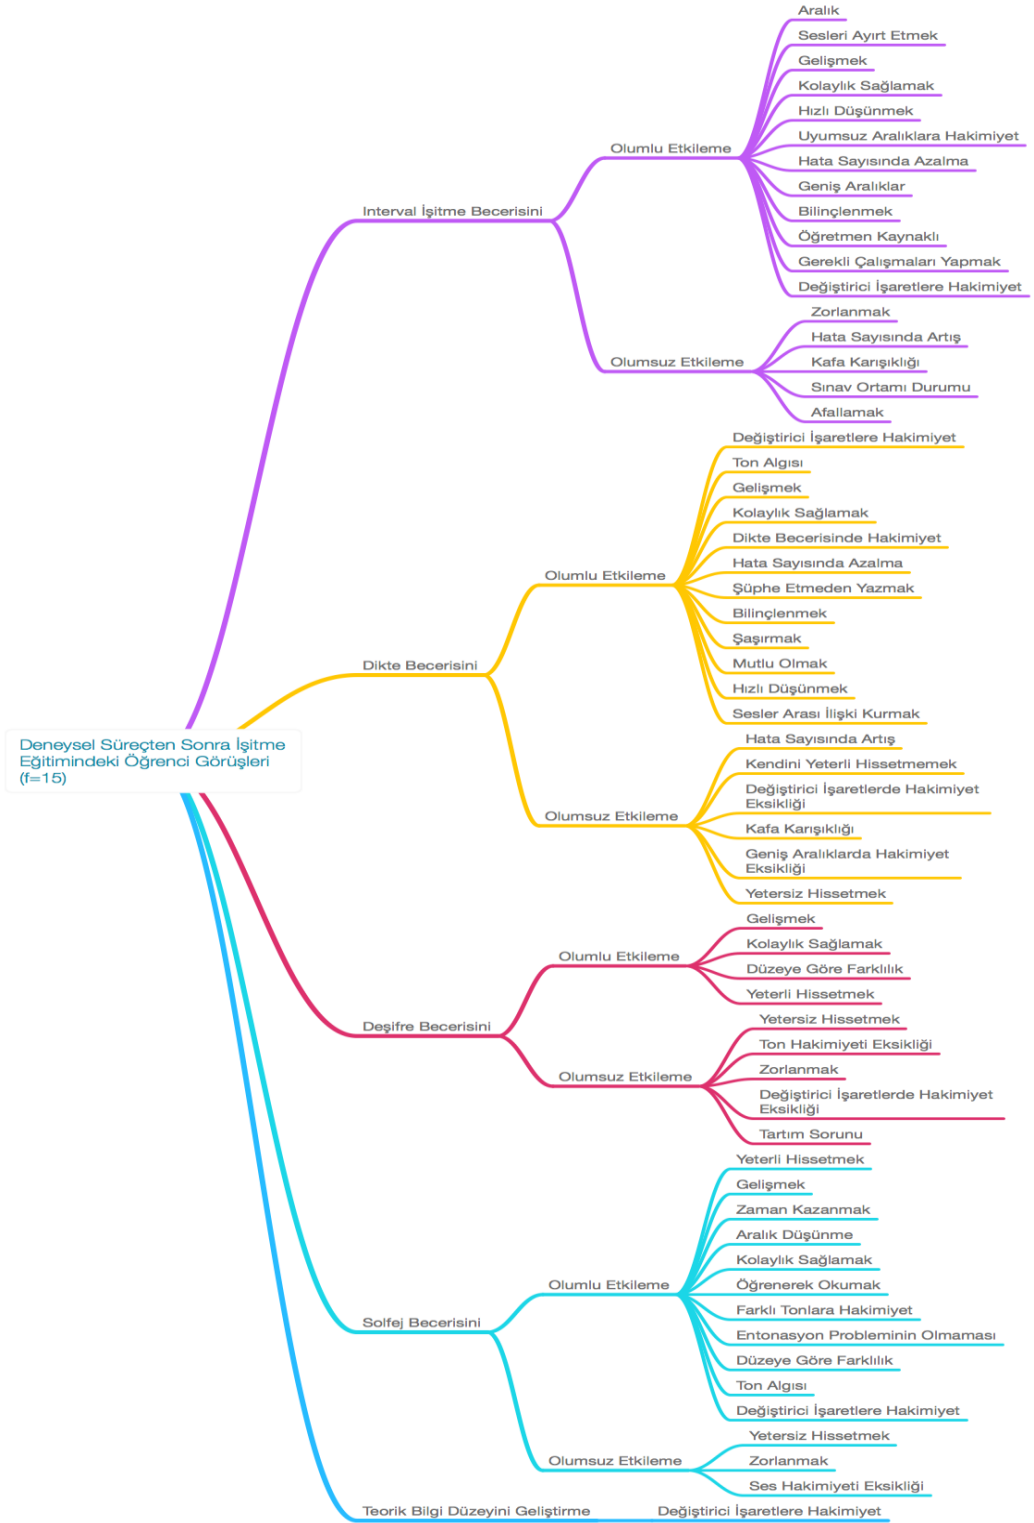 Deneysel Süreçten Sonra İşitme
Eğitimindeki Öğrenci Görüşleri
(f=15)
Interval İşitme Becerisini
Olumlu Etkileme
Aralık
Sesleri Ayırt Etmek
Gelişmek
Kolaylık Sağlamak
Hızlı Düşünmek
Uyumsuz Aralıklara Hakimiyet
Hata Sayısında Azalma
Geniş Aralıklar
Bilinçlenmek
Öğretmen Kaynaklı
Gerekli Çalışmaları Yapmak
Değiştirici İşaretlere Hakimiyet
Olumsuz Etkileme
Zorlanmak
Hata Sayısında Artış
Kafa Karışıklığı
Sınav Ortamı Durumu
Afallamak
Dikte Becerisini
Olumlu Etkileme
Değiştirici İşaretlere Hakimiyet
Ton Algısı
Gelişmek
Kolaylık Sağlamak
Dikte Becerisinde Hakimiyet
Hata Sayısında Azalma
Şüphe Etmeden Yazmak
Bilinçlenmek
Şaşırmak
Mutlu Olmak
Hızlı Düşünmek
Sesler Arası İlişki Kurmak
Olumsuz Etkileme
Hata Sayısında Artış
Kendini Yeterli Hissetmemek
Değiştirici İşaretlerde Hakimiyet
Eksikliği
Kafa Karışıklığı
Geniş Aralıklarda Hakimiyet
Eksikliği
Yetersiz Hissetmek
Deşifre Becerisini
Olumlu Etkileme
Gelişmek
Kolaylık Sağlamak
Düzeye Göre Farklılık
Yeterli Hissetmek
Olumsuz Etkileme
Yetersiz Hissetmek
Ton Hakimiyeti Eksikliği
Zorlanmak
Değiştirici İşaretlerde Hakimiyet
Eksikliği
Tartım Sorunu
Solfej Becerisini
Olumlu Etkileme
Yeterli Hissetmek
Gelişmek
Zaman Kazanmak
Aralık Düşünme
Kolaylık Sağlamak
Öğrenerek Okumak
Farklı Tonlara Hakimiyet
Entonasyon Probleminin Olmaması
Düzeye Göre Farklılık
Ton Algısı
Değiştirici İşaretlere Hakimiyet
Olumsuz Etkileme
Yetersiz Hissetmek
Zorlanmak
Ses Hakimiyeti Eksikliği
Teorik Bilgi Düzeyini Geliştirme
Değiştirici İşaretlere Hakimiyet